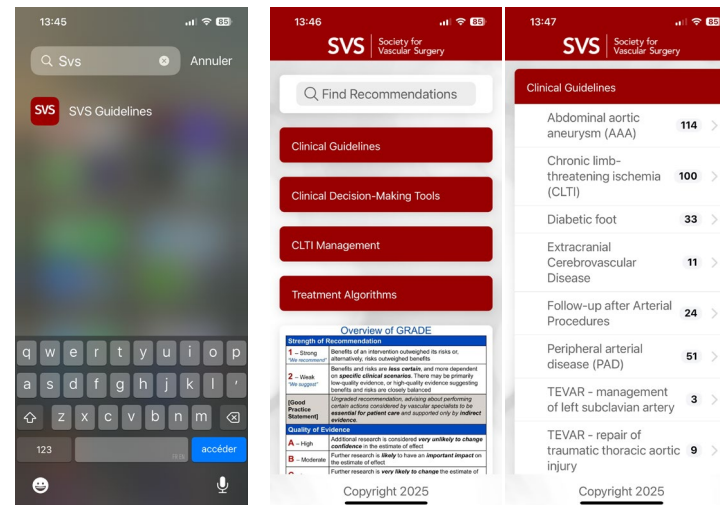 13:45
85
Svs
Annuler
SVS SVS Guidelines
q w e r t y u i o p
a s d f g h j k l '
z x c v b n m
123
accéder
13:46
85
SVS Society for
Vascular Surgery
Find Recommendations
Clinical Guidelines
Clinical Decision-Making Tools
CLTI Management
Treatment Algorithms
Overview of GRADE
Strength of Recommendation
1 – Strong
"We recommend"
Benefits of an intervention outweighed its risks or,
alternatively, risks outweighed benefits
2 – Weak
"We suggest"
Benefits and risks are less certain, and more dependent
on specific clinical scenarios. There may be primarily
low-quality evidence, or high-quality evidence suggesting
benefits and risks are closely balanced
[Good
Practice
Statement]
Ungraded recommendation, advising about performing
certain actions considered by vascular specialists to be
essential for patient care and supported only by indirect
evidence.
Quality of Evidence
A – High
Additional research is considered very unlikely to change
confidence in the estimate of effect
B – Moderate
Further research is likely to have an important impact on
the estimate of effect
Further research is very likely to change the estimate of
Copyright 2025
13:47
85
SVS Society for
Vascular Surgery
Clinical Guidelines
Abdominal aortic
aneurysm (AAA)
114
Chronic limb-
threatening ischemia
(CLTI)
100
Diabetic foot
33
Extracranial
Cerebrovascular
Disease
11
Follow-up after Arterial
Procedures
24
Peripheral arterial
disease (PAD)
51
TEVAR - management
of left subclavian artery
3
TEVAR - repair of
traumatic thoracic aortic
injury
9
Copyright 2025